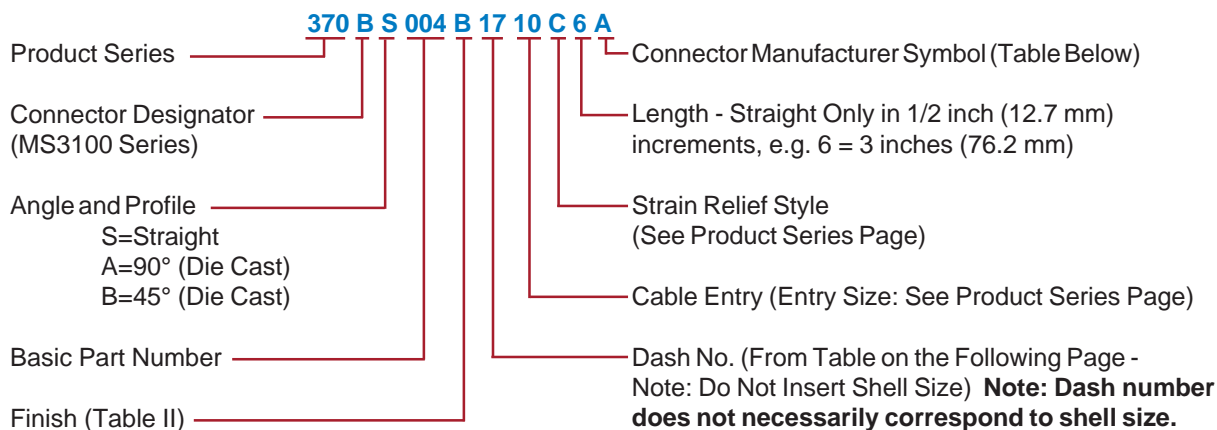 370 B S 004 B 17 10 C 6 A
Product Series
Connector Designator
(MS3100 Series)
Angle and Profile
S=Straight
A=90° (Die Cast)
B=45° (Die Cast)
Basic Part Number
Finish (Table II)
Connector Manufacturer Symbol (Table Below)
Length - Straight Only in 1/2 inch (12.7 mm)
increments, e.g. 6 = 3 inches (76.2 mm)
Strain Relief Style
(See Product Series Page)
Cable Entry (Entry Size: See Product Series Page)
Dash No. (From Table on the Following Page -
Note: Do Not Insert Shell Size) Note: Dash number
does not necessarily correspond to shell size.